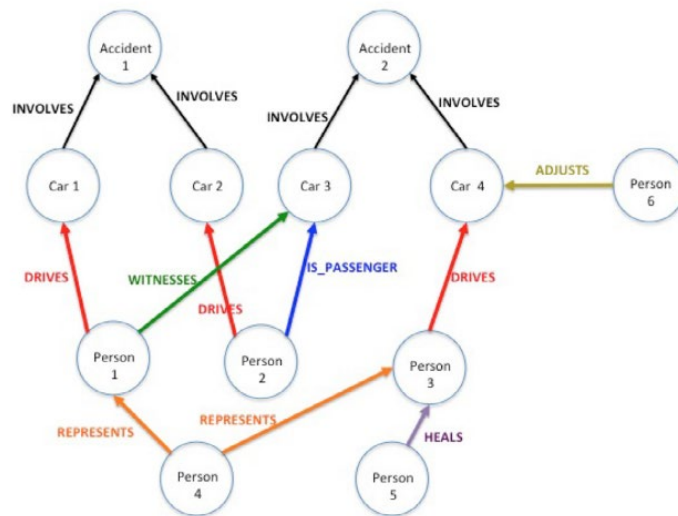 Accident
1
Accident
2
INVOLVES
INVOLVES
INVOLVES
INVOLVES
Car 1
Car 2
Car 3
Car 4
ADJUSTS
Person
6
DRIVES
WITNESSES
DRIVES
IS_PASSENGER
DRIVES
Person
1
Person
2
Person
3
REPRESENTS
REPRESENTS
HEALS
Person
4
Person
5